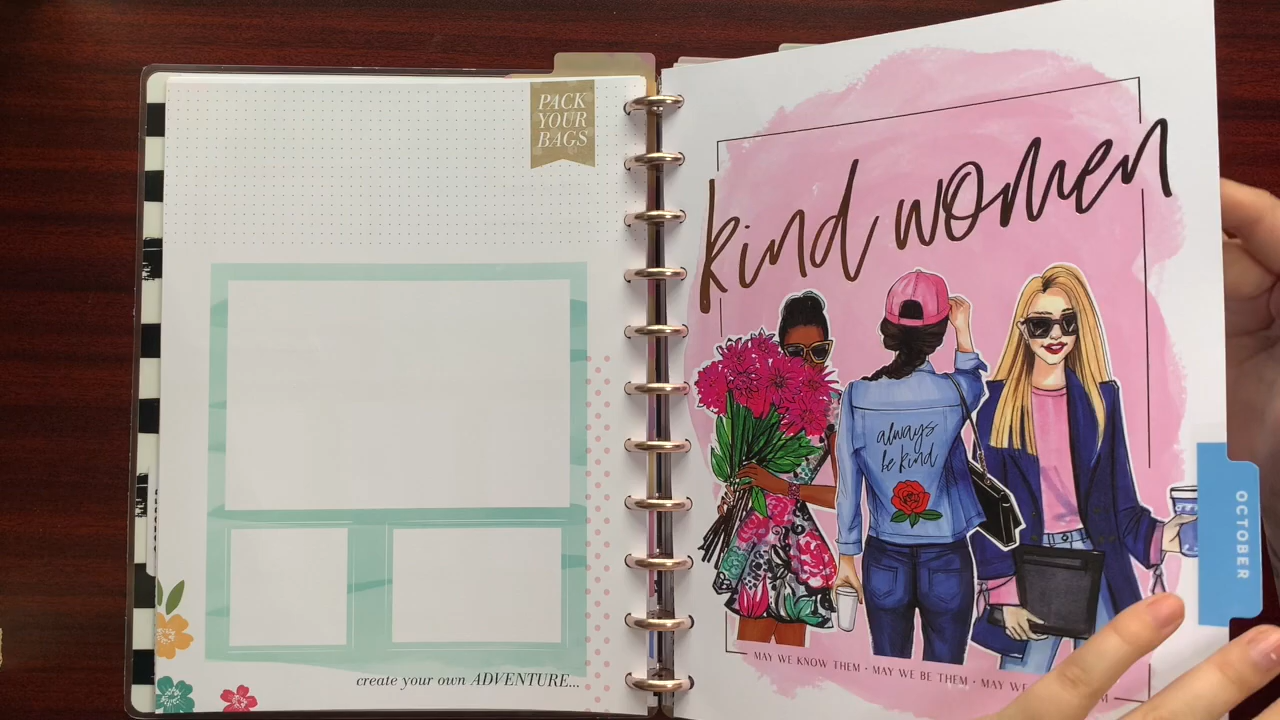 PACK
YOUR
BAGS
create your own ADVENTURE...
kind women
always
be kind
MAY WE KNOW THEM • MAY WE BE THEM • MAY WE
OCTOBER